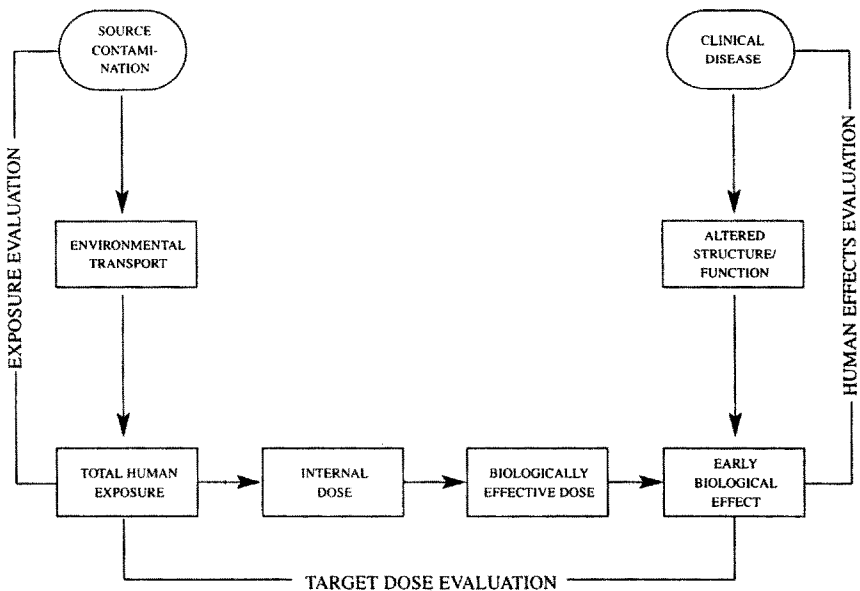 SOURCE
CONTAMI-
NATION
CLINICAL
DISEASE
EXPOSURE EVALUATION
HUMAN EFFECTS EVALUATION
ENVIRONMENTAL
TRANSPORT
ALTERED
STRUCTURE/
FUNCTION
TOTAL HUMAN
EXPOSURE
INTERNAL
DOSE
BIOLOGICALLY
EFFECTIVE DOSE
EARLY
BIOLOGICAL
EFFECT
TARGET DOSE EVALUATION